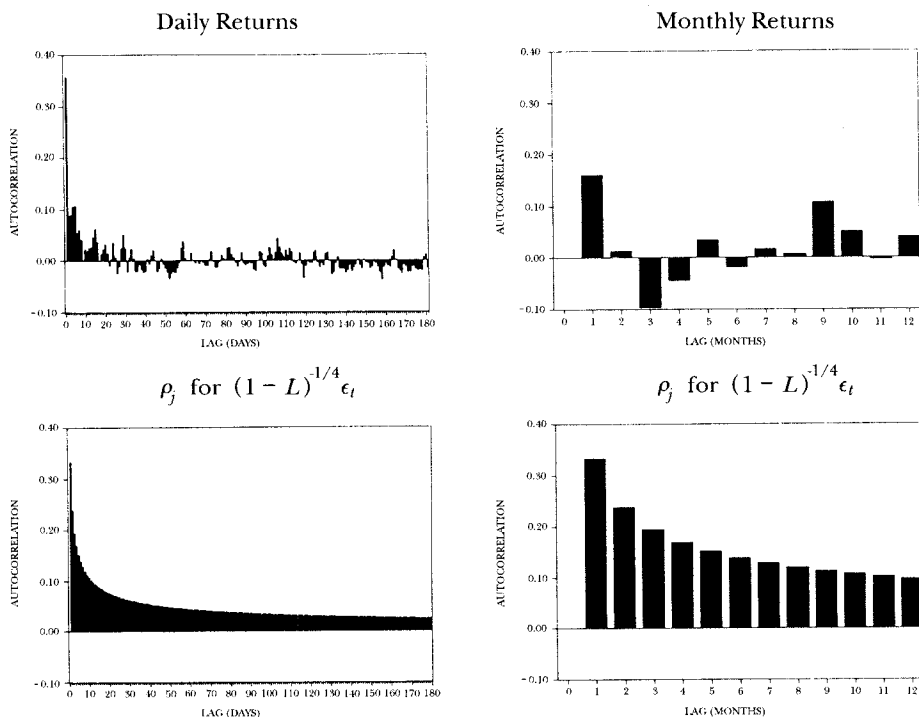 Daily Returns
AUTOCORRELATION
0.40
0.30
0.20
0.10
0.00
-0.10
0 10 20 30 40 50 60 70 80 90 100 110 120 130 140 150 160 170 180
LAG (DAYS)
Monthly Returns
AUTOCORRELATION
0.40
0.30
0.20
0.10
0.00
-0.10
0 1 2 3 4 5 6 7 8 9 10 11 12
LAG (MONTHS)
ρj for (1 − L)^-1/4 ϵt
AUTOCORRELATION
0.40
0.30
0.20
0.10
0.00
-0.10
0 10 20 30 40 50 60 70 80 90 100 110 120 130 140 150 160 170 180
LAG (DAYS)
ρj for (1 − L)^-1/4 ϵt
AUTOCORRELATION
0.40
0.30
0.20
0.10
0.00
-0.10
0 1 2 3 4 5 6 7 8 9 10 11 12
LAG (MONTHS)